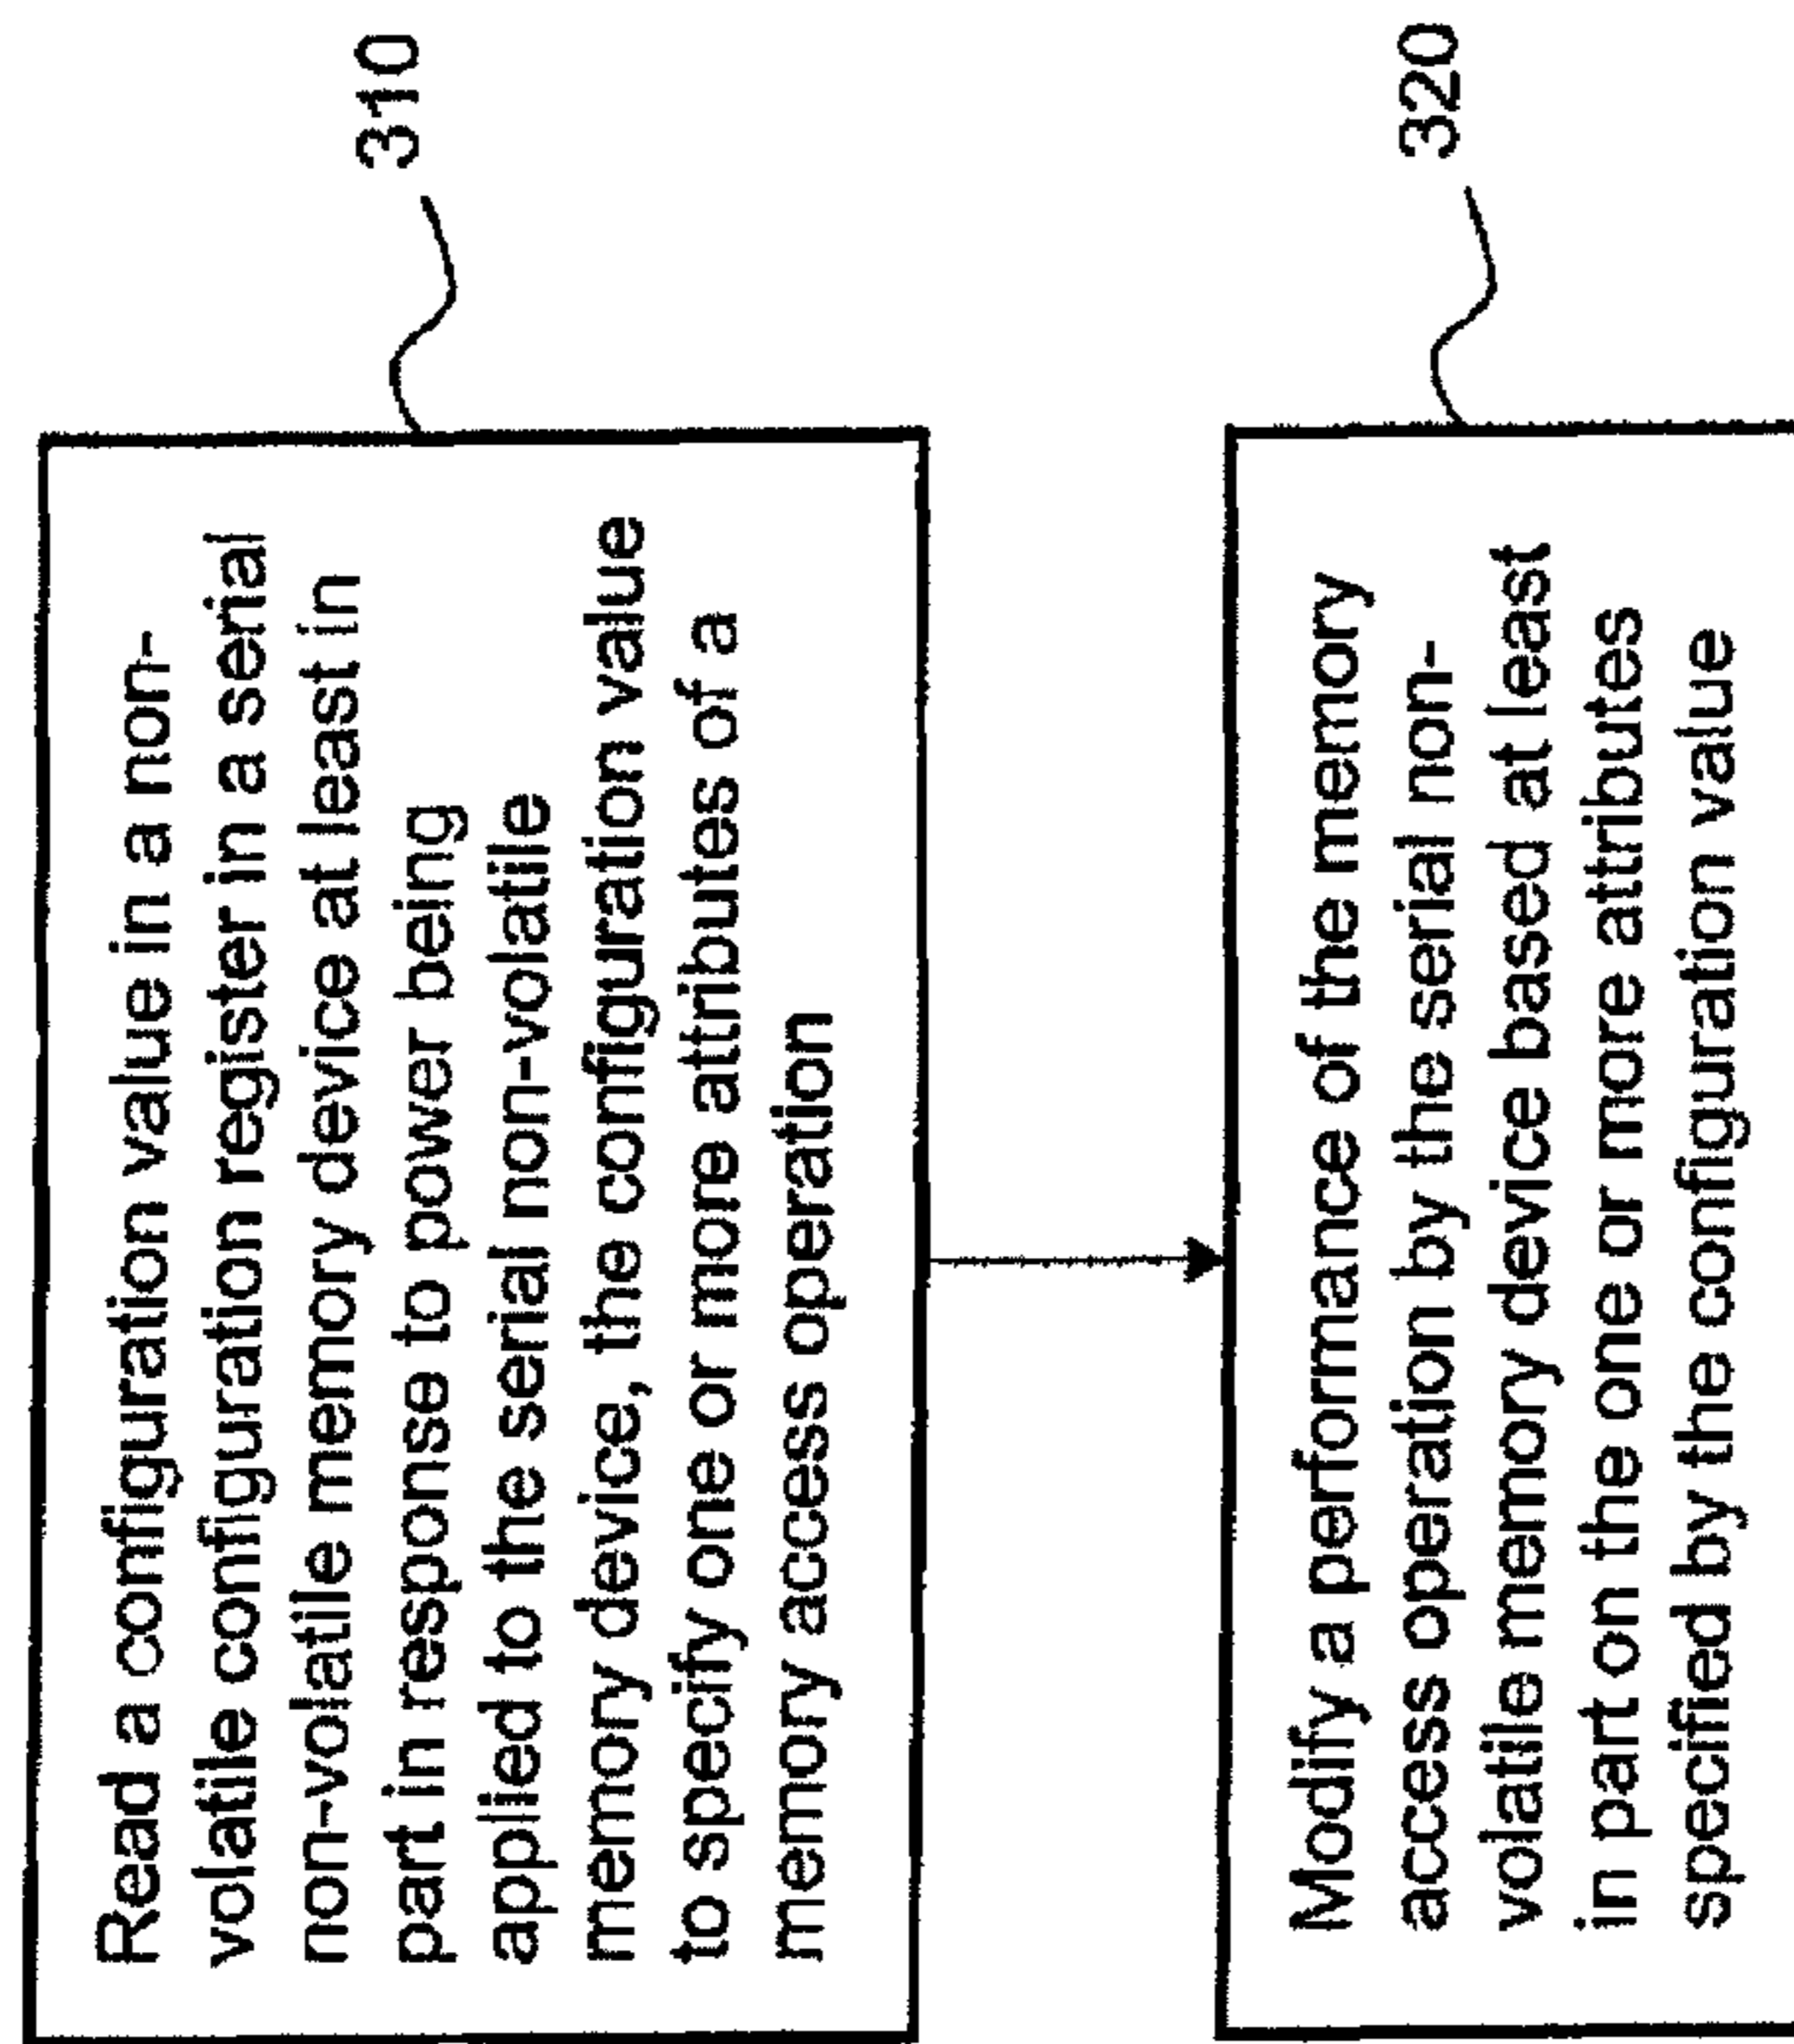 Read a configuration value in a non-
volatile configuration register in a serial
non-volatile memory device at least in
part in response to power being
applied to the serial non-volatile
memory device, the configuration value
to specify one or more attributes of a
memory access operation
310
Modify a performance of the memory
access operation by the serial non-
volatile memory device based at least
in part on the one or more attributes
specified by the configuration value
320